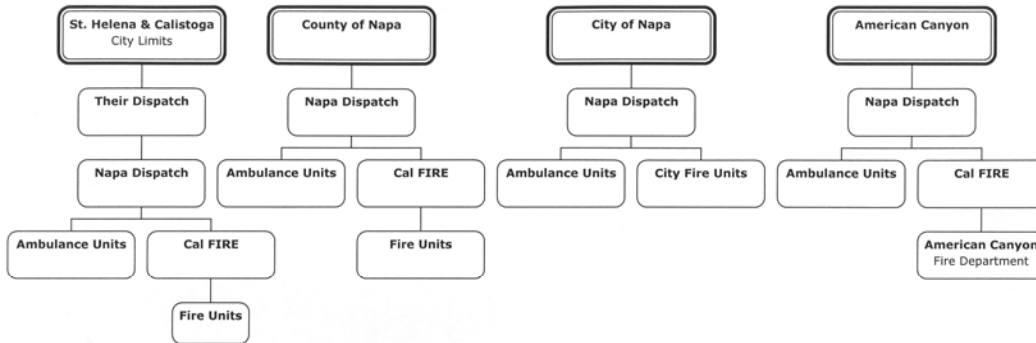 St. Helena & Calistoga
City Limits
Their Dispatch
Napa Dispatch
Ambulance Units
Cal FIRE
Fire Units
County of Napa
Napa Dispatch
Ambulance Units
Cal FIRE
Fire Units
City of Napa
Napa Dispatch
Ambulance Units
City Fire Units
American Canyon
Napa Dispatch
Ambulance Units
Cal FIRE
American Canyon
Fire Department